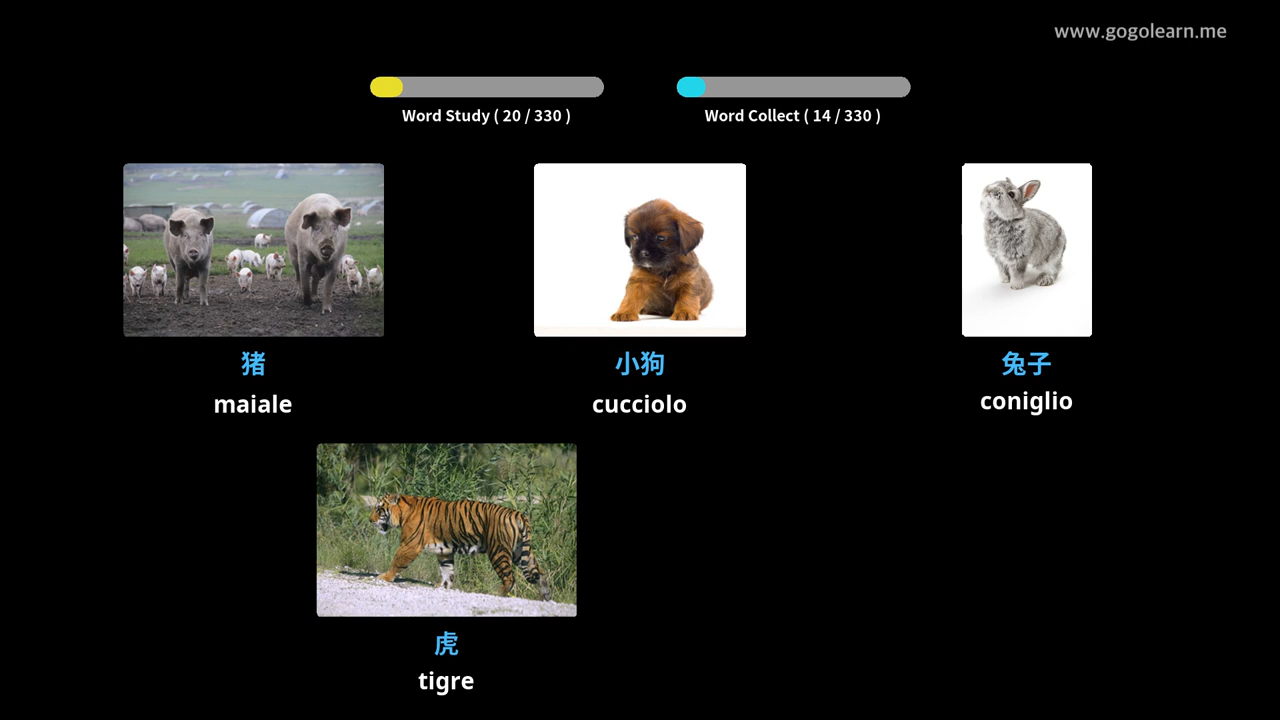 www.gogolearn.me
Word Study ( 20 / 330 )
Word Collect ( 14 / 330 )
猪
maiale
小狗
cucciolo
兔子
coniglio
虎
tigre